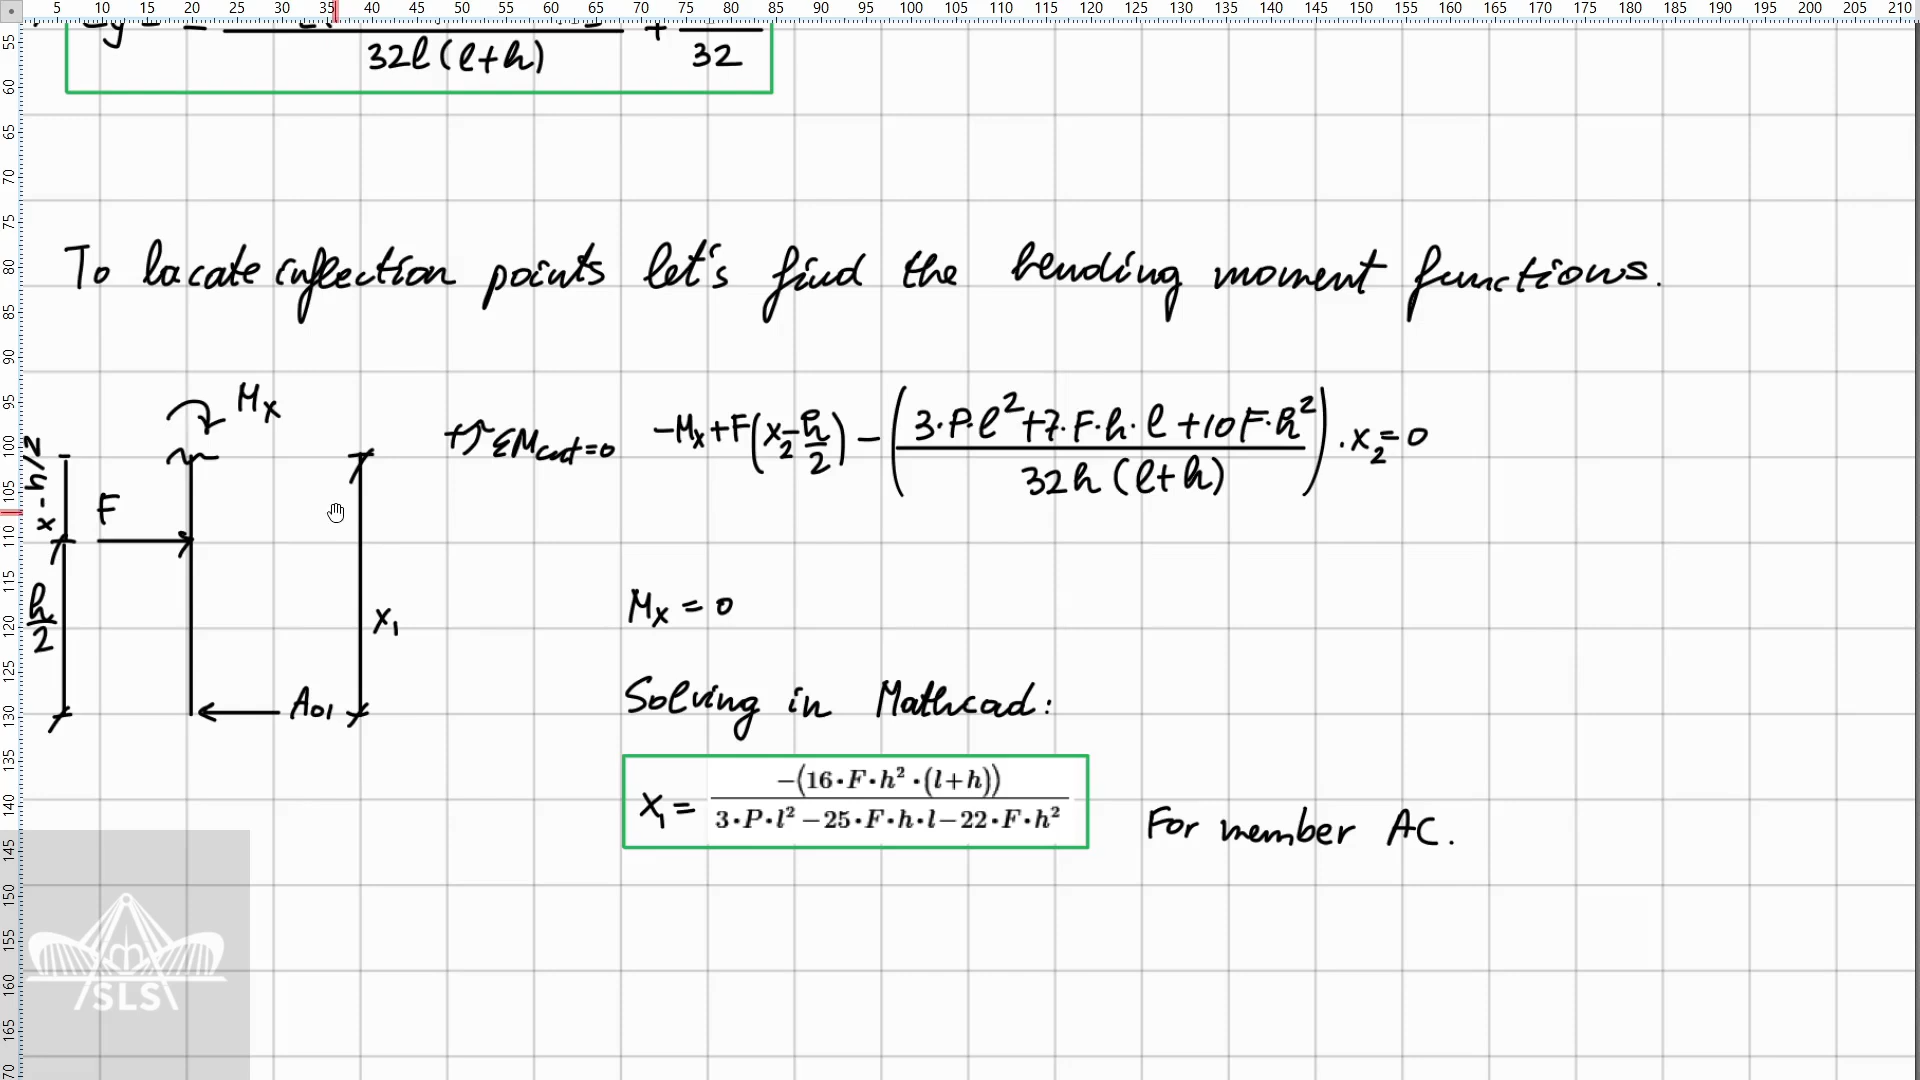 32l(l+h) + 32
To locate inflection points let's find the bending moment functions.
Mx
ΣMcut=0 -Mx+F(x₂-h/2) - ((3·P·l²+7·F·h·l+10F·h²)/(32h(l+h)))·x₂=0
x-h/2
F
Mx = 0
h/2
x₁
Solving in Mathcad:
A01
x₁ = -(16·F·h²·(l+h)) / (3·P·l²-25·F·h·l-22·F·h²)
For member AC.
SLS